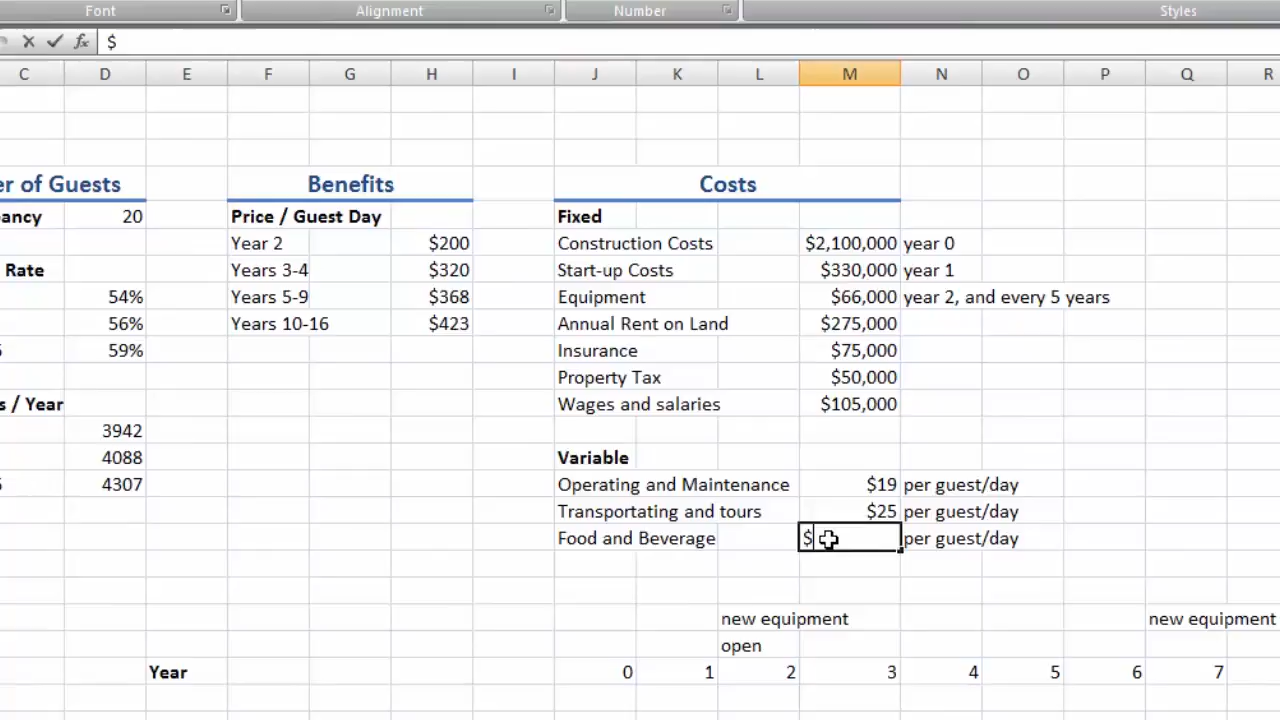 Font Alignment Number Styles
fx $
C D E F G H I J K L M N O P Q R
er of Guests Benefits Costs
pancy 20 Price / Guest Day Fixed
Year 2 $200 Construction Costs $2,100,000 year 0
Rate Years 3-4 $320 Start-up Costs $330,000 year 1
54% Years 5-9 $368 Equipment $66,000 year 2, and every 5 years
56% Years 10-16 $423 Annual Rent on Land $275,000
59% Insurance $75,000
Property Tax $50,000
s / Year Wages and salaries $105,000
3942
4088 Variable
4307 Operating and Maintenance $19 per guest/day
Transportating and tours $25 per guest/day
Food and Beverage $ per guest/day
new equipment new equipment
open
Year 0 1 2 3 4 5 6 7